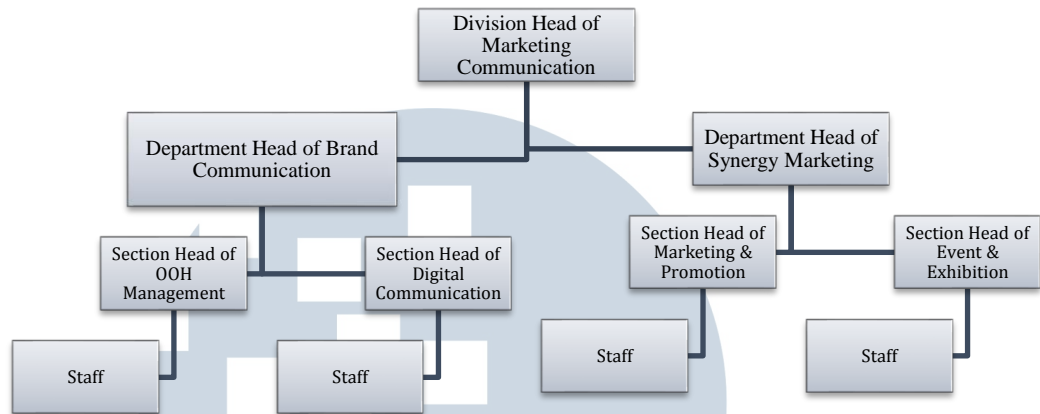 Division Head of
Marketing
Communication
Department Head of Brand
Communication
Department Head of
Synergy Marketing
Section Head of
OOH
Management
Section Head of
Digital
Communication
Section Head of
Marketing &
Promotion
Section Head of
Event &
Exhibition
Staff
Staff
Staff
Staff